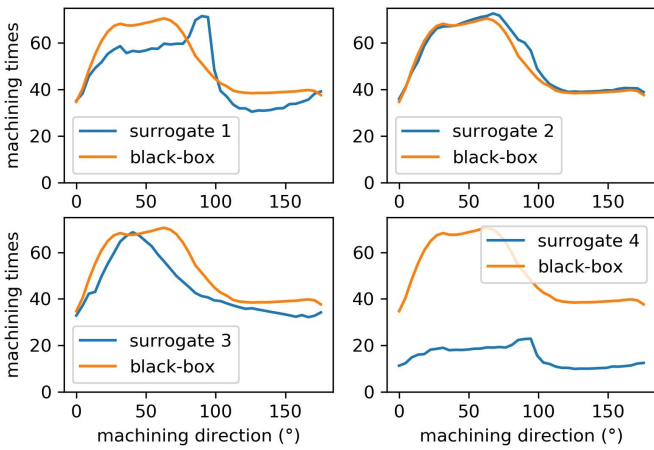 machining times
60
40
20
0
surrogate 1
black-box
0 50 100 150
60
40
20
0
surrogate 2
black-box
0 50 100 150
machining times
60
40
20
0
surrogate 3
black-box
0 50 100 150
machining direction (°)
60
40
20
0
surrogate 4
black-box
0 50 100 150
machining direction (°)